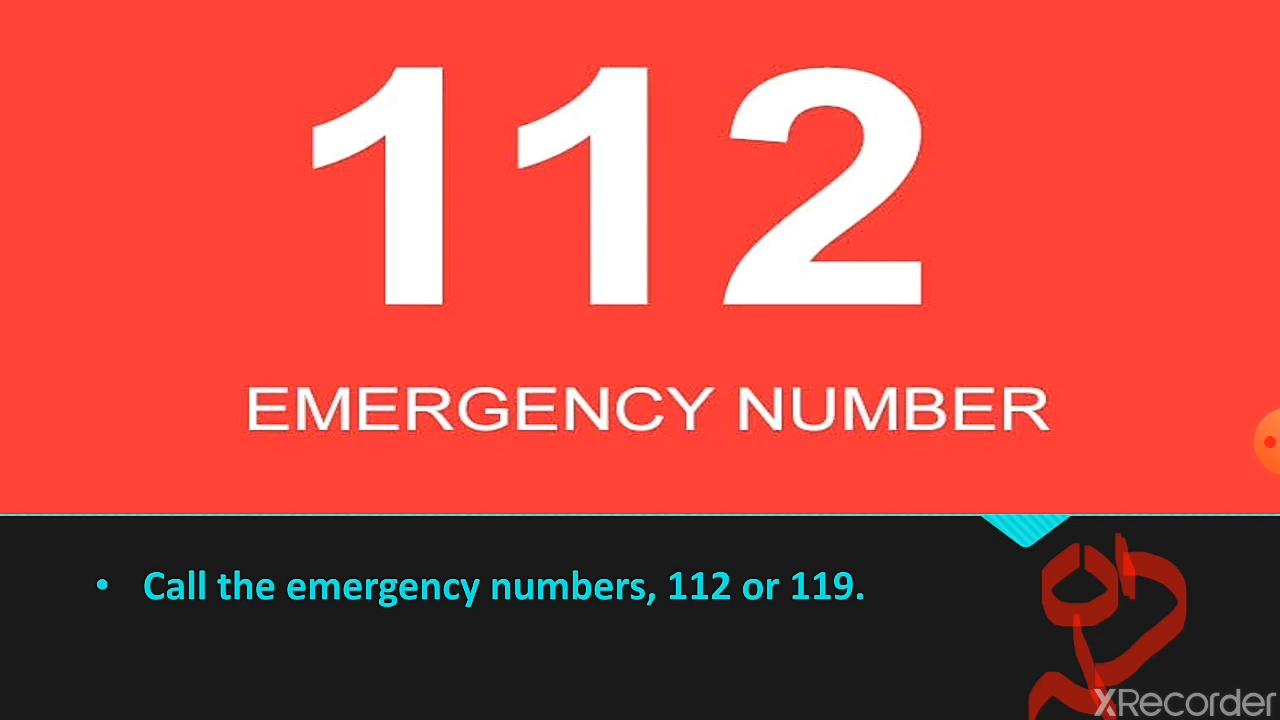 112
EMERGENCY NUMBER
• Call the emergency numbers, 112 or 119.
XRecorder